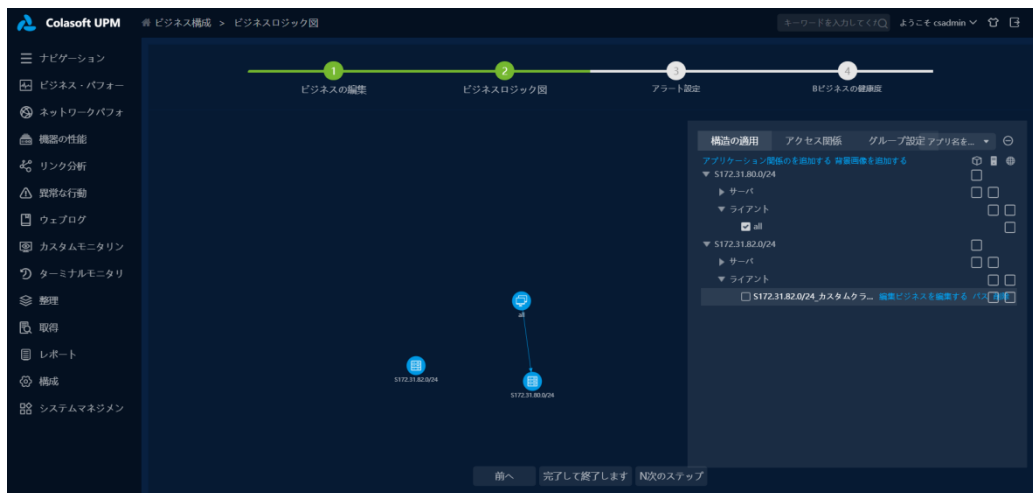 Colasoft UPM
ビジネス構成 > ビジネスロジック図
キーワードを入力してく
ようこそ csadmin
ナビゲーション
ビジネス・パフォー
ネットワークパフォ
機器の性能
リンク分析
異常な行動
ウェブログ
カスタムモニタリン
ターミナルモニタリ
整理
取得
レポート
構成
システムマネジメン
1
2
3
4
ビジネスの編集
ビジネスロジック図
アラート設定
8ビジネスの健康度
構造の適用
アクセス関係
グループ設定
アプリ名を...
アプリケーション関係のを追加する 背景画像を追加する
S172.31.80.0/24
サーバ
ライアント
all
S172.31.82.0/24
サーバ
ライアント
S172.31.82.0/24_カスタムクラ... 編集ビジネスを編集する パス
all
S172.31.82.0/24
S172.31.80.0/24
前へ
完了して終了します
N次のステップ